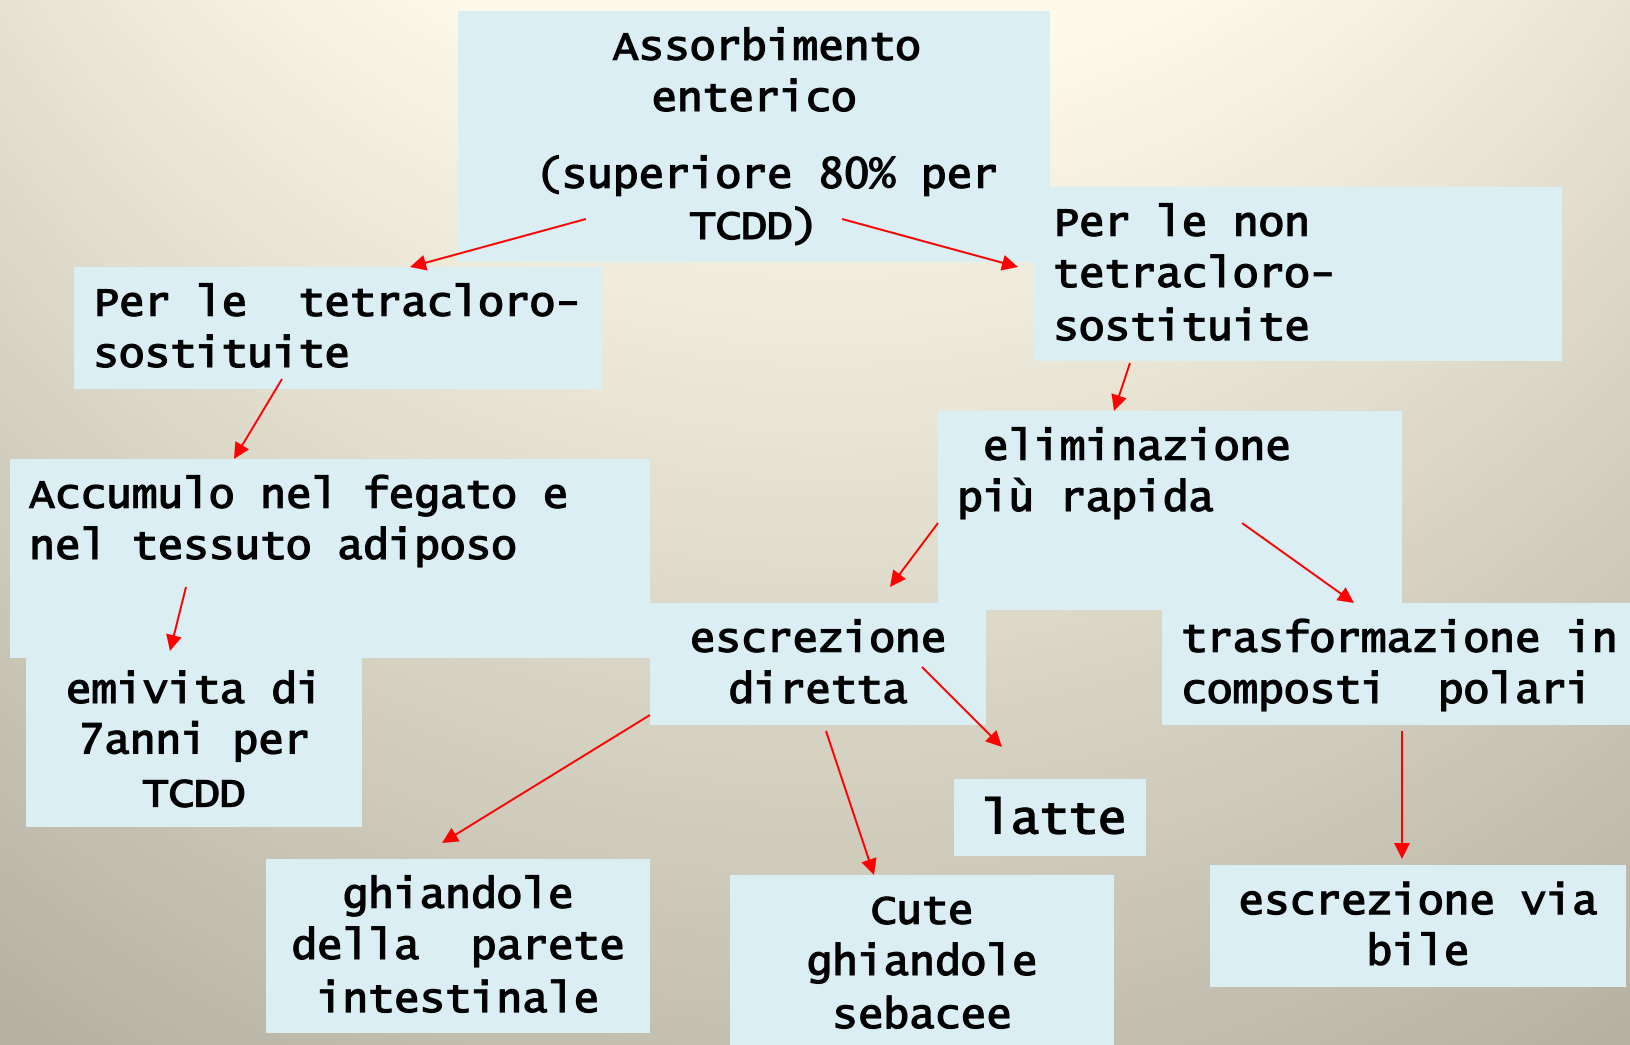 Assorbimento
enterico
(superiore 80% per
TCDD)
Per le non
tetracloro-
sostituite
Per le tetracloro-
sostituite
eliminazione
più rapida
Accumulo nel fegato e
nel tessuto adiposo
escrezione
diretta
trasformazione in
composti polari
emivita di
7anni per
TCDD
latte
ghiandole
della parete
intestinale
Cute
ghiandole
sebacee
escrezione via
bile